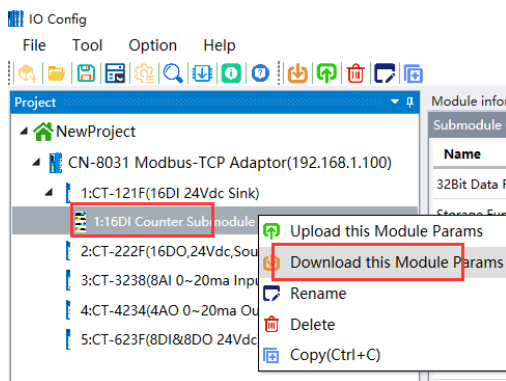 IO Config
File Tool Option Help
Project
NewProject
CN-8031 Modbus-TCP Adaptor(192.168.1.100)
1:CT-121F(16DI 24Vdc Sink)
1:16DI Counter Submodule
2:CT-222F(16DO,24Vdc,Sou
3:CT-3238(8AI 0~20ma Inpu
4:CT-4234(4AO 0~20ma Ou
5:CT-623F(8DI&8DO 24Vdc
Upload this Module Params
Download this Module Params
Rename
Delete
Copy(Ctrl+C)
Module infor
Submodule
Name
32Bit Data F